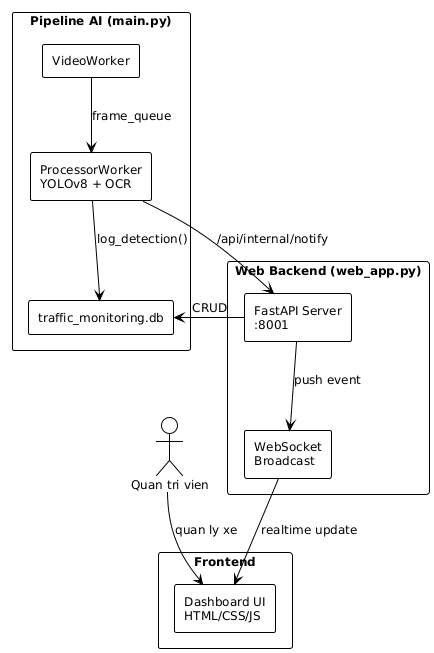 Pipeline AI (main.py)
VideoWorker
frame_queue
ProcessorWorker
YOLOv8 + OCR
log_detection()
/api/internal/notify
Web Backend (web_app.py)
traffic_monitoring.db
CRUD
FastAPI Server
:8001
push event
WebSocket
Broadcast
Quan tri vien
quan ly xe
realtime update
Frontend
Dashboard UI
HTML/CSS/JS